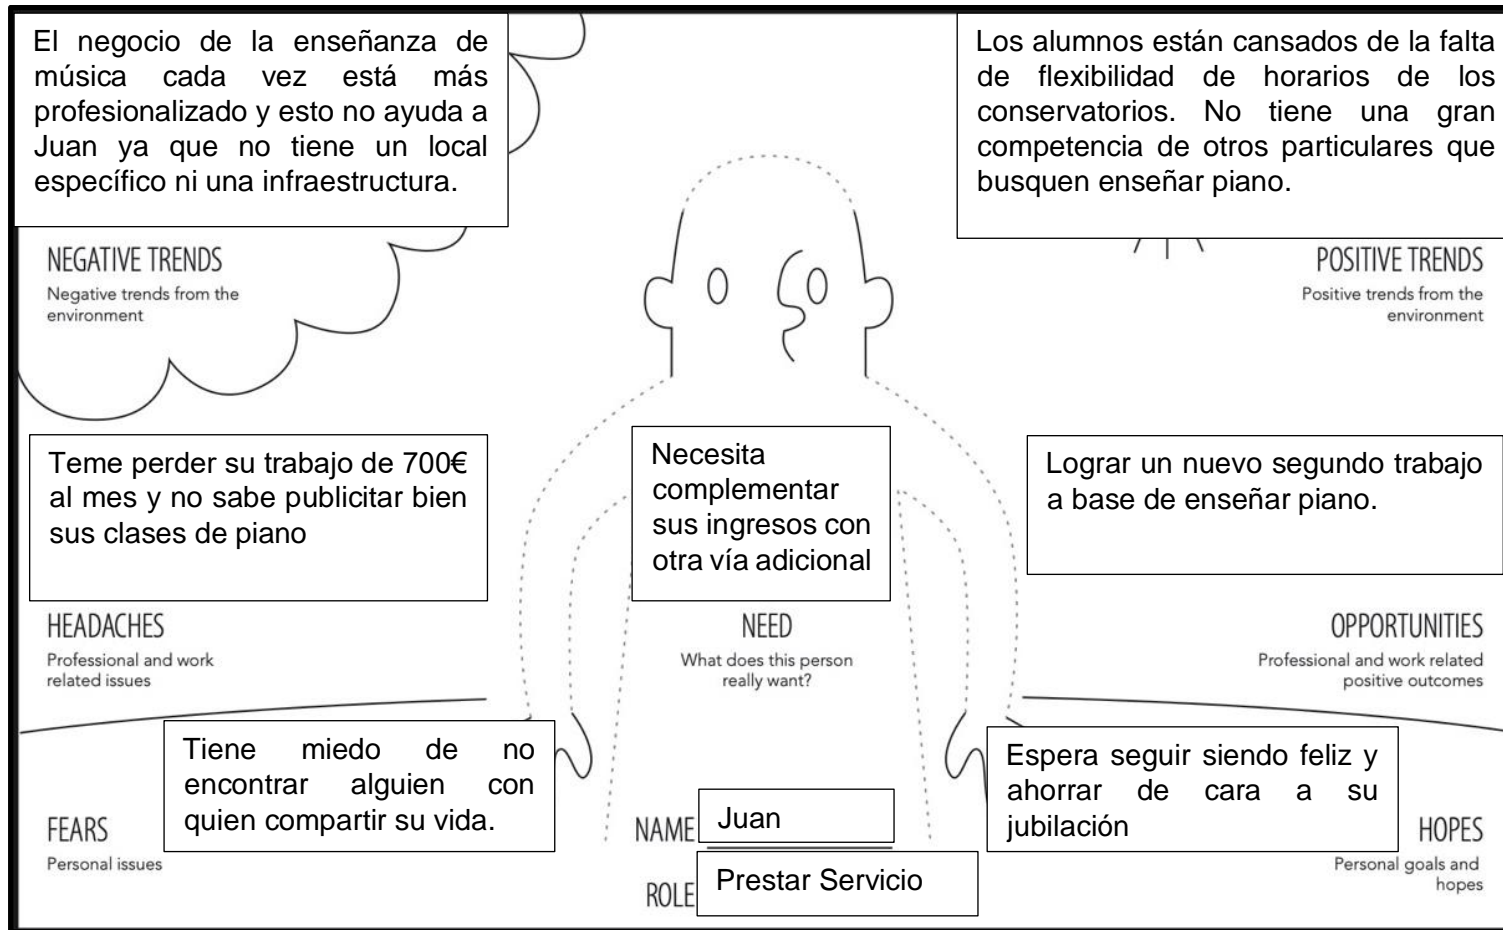 El negocio de la enseñanza de
música cada vez está más
profesionalizado y esto no ayuda a
Juan ya que no tiene un local
específico ni una infraestructura.
Los alumnos están cansados de la falta
de flexibilidad de horarios de los
conservatorios. No tiene una gran
competencia de otros particulares que
busquen enseñar piano.
NEGATIVE TRENDS
Negative trends from the
environment
POSITIVE TRENDS
Positive trends from the
environment
Teme perder su trabajo de 700€
al mes y no sabe publicitar bien
sus clases de piano
Necesita
complementar
sus ingresos con
otra vía adicional
Lograr un nuevo segundo trabajo
a base de enseñar piano.
HEADACHES
Professional and work
related issues
NEED
What does this person
really want?
OPPORTUNITIES
Professional and work related
positive outcomes
Tiene miedo de no
encontrar alguien con
quien compartir su vida.
Espera seguir siendo feliz y
ahorrar de cara a su
jubilación
FEARS
Personal issues
NAME Juan
ROLE Prestar Servicio
HOPES
Personal goals and
hopes